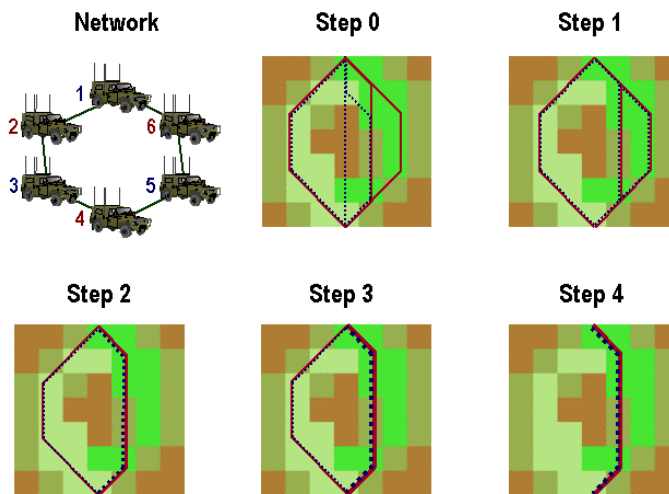 Network
Step 0
Step 1
1
2
6
3
5
4
Step 2
Step 3
Step 4